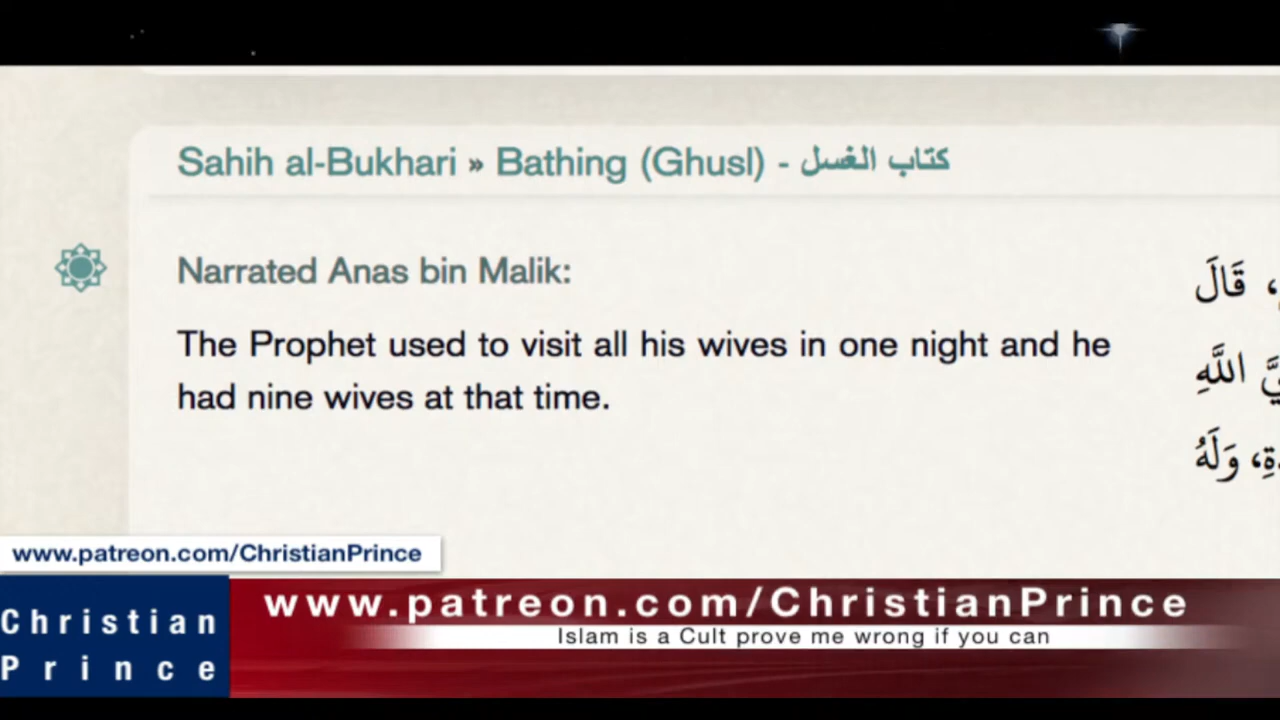 Sahih al-Bukhari » Bathing (Ghusl) - كتاب الغسل
Narrated Anas bin Malik:
The Prophet used to visit all his wives in one night and he
had nine wives at that time.
قَالَ
اللَّهِ
وَلَهُ
www.patreon.com/ChristianPrince
Christian
Prince
www.patreon.com/ChristianPrince
Islam is a Cult prove me wrong if you can